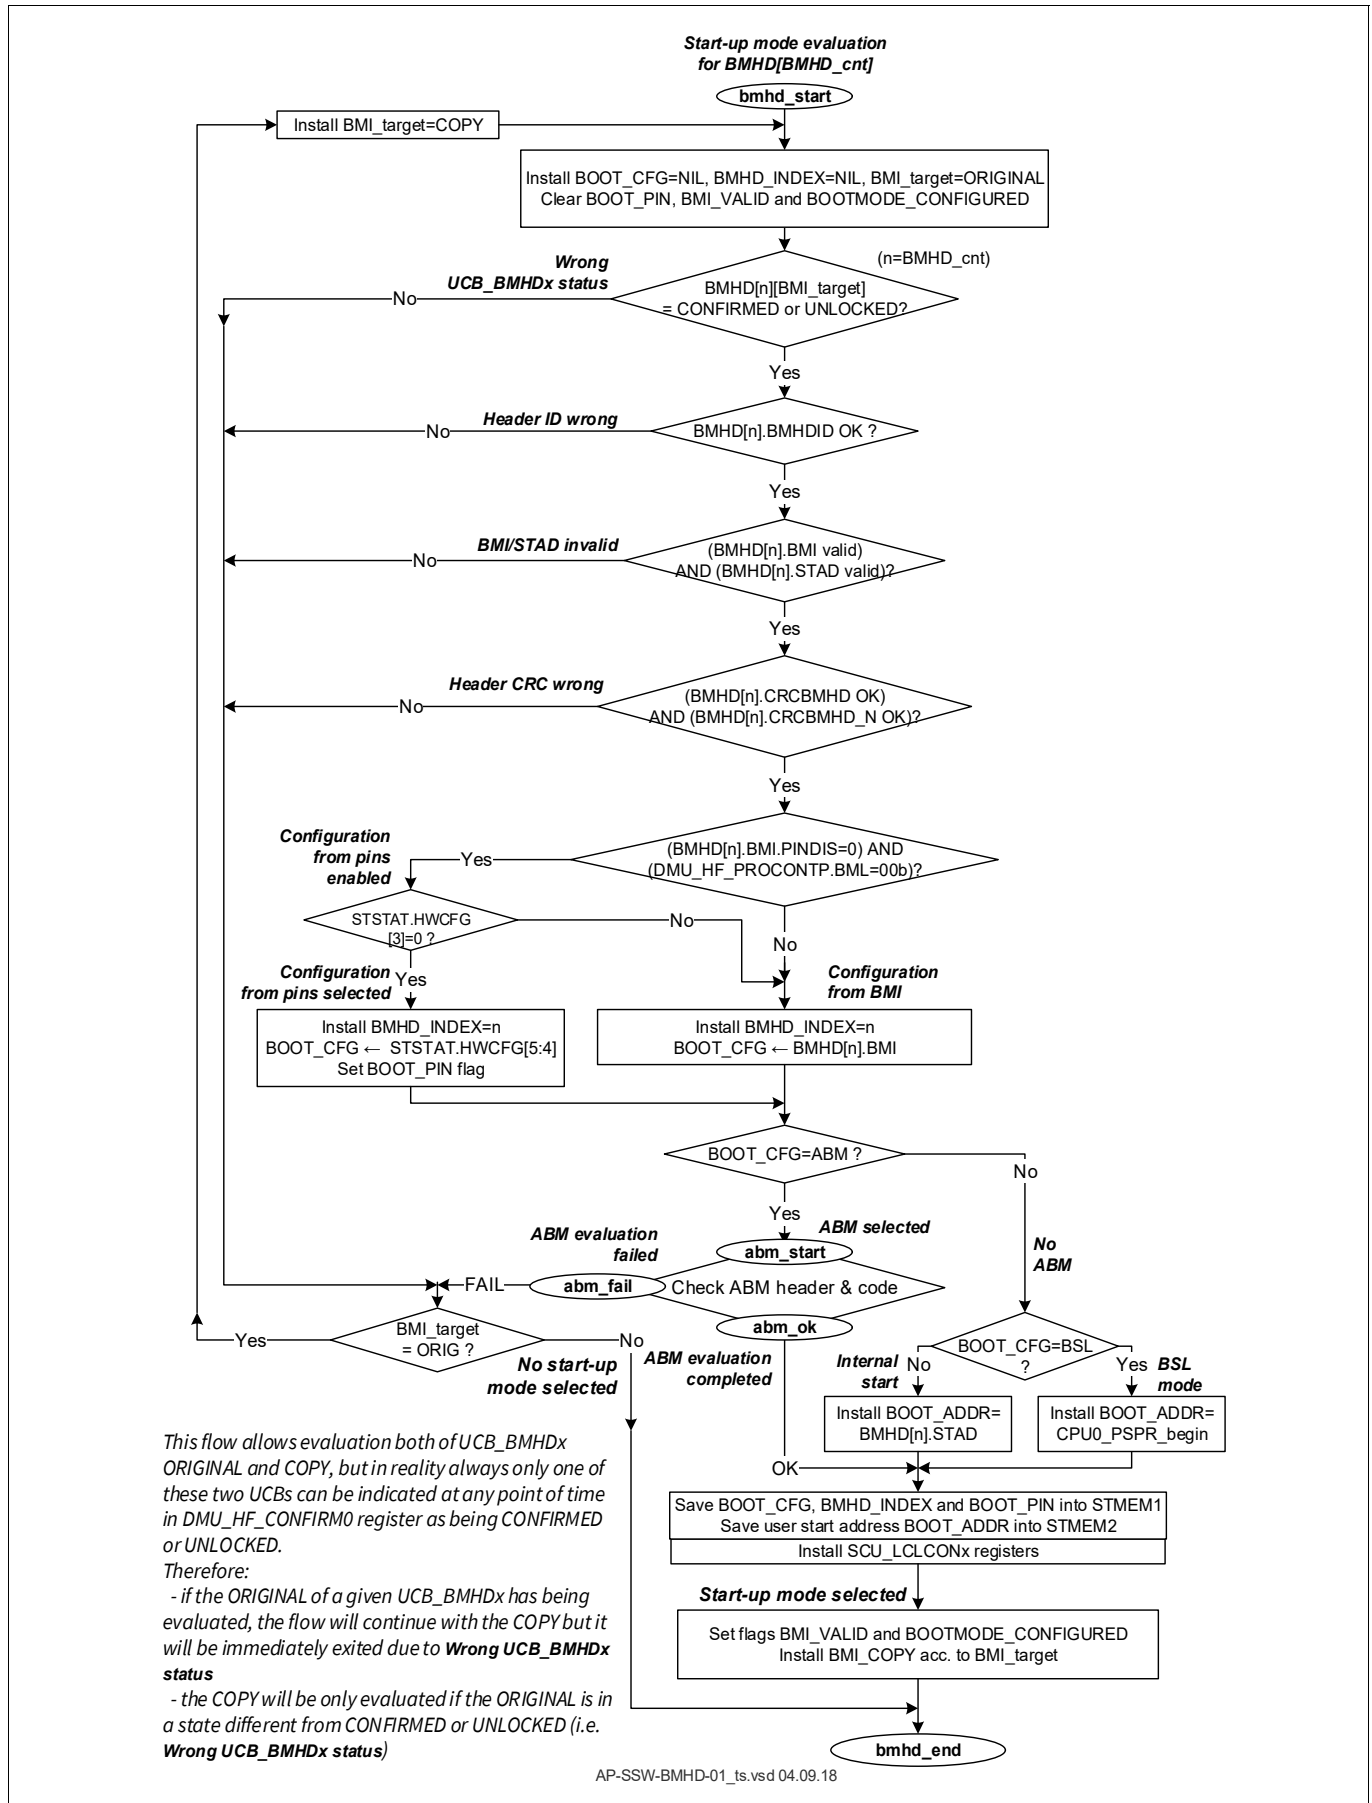 Start-up mode evaluation
for BMHD[BMHD_cnt]
bmhd_start
Install BMI_target=COPY
Install BOOT_CFG=NIL, BMHD_INDEX=NIL, BMI_target=ORIGINAL
Clear BOOT_PIN, BMI_VALID and BOOTMODE_CONFIGURED
(n=BMHD_cnt)
Wrong
UCB_BMHDx status
No
BMHD[n][BMI_target]
= CONFIRMED or UNLOCKED?
Yes
Header ID wrong
No
BMHD[n].BMHDID OK ?
Yes
BMI/STAD invalid
No
(BMHD[n].BMI valid)
AND (BMHD[n].STAD valid)?
Yes
Header CRC wrong
No
(BMHD[n].CRCBMHD OK)
AND (BMHD[n].CRCBMHD_N OK)?
Yes
Configuration
from pins
enabled
Yes
(BMHD[n].BMI.PINDIS=0) AND
(DMU_HF_PROCONTP.BML=00b)?
STSTAT.HWCFG
[3]=0 ?
No
No
Configuration
from pins selected
Yes
Configuration
from BMI
Install BMHD_INDEX=n
BOOT_CFG ← STSTAT.HWCFG[5:4]
Set BOOT_PIN flag
Install BMHD_INDEX=n
BOOT_CFG ← BMHD[n].BMI
BOOT_CFG=ABM ?
No
Yes
ABM selected
ABM evaluation
failed
abm_start
No
ABM
FAIL
abm_fail
Check ABM header & code
abm_ok
Yes
BMI_target
= ORIG ?
No
No start-up
mode selected
ABM evaluation
completed
Internal
start
No
BOOT_CFG=BSL
?
Yes
BSL
mode
Install BOOT_ADDR=
BMHD[n].STAD
Install BOOT_ADDR=
CPU0_PSPR_begin
OK
Save BOOT_CFG, BMHD_INDEX and BOOT_PIN into STMEM1
Save user start address BOOT_ADDR into STMEM2
Install SCU_LCLCONx registers
Start-up mode selected
Set flags BMI_VALID and BOOTMODE_CONFIGURED
Install BMI_COPY acc. to BMI_target
bmhd_end
This flow allows evaluation both of UCB_BMHDx
ORIGINAL and COPY, but in reality always only one of
these two UCBs can be indicated at any point of time
in DMU_HF_CONFIRM0 register as being CONFIRMED
or UNLOCKED.
Therefore:
- if the ORIGINAL of a given UCB_BMHDx has being
evaluated, the flow will continue with the COPY but it
will be immediately exited due to Wrong UCB_BMHDx
status
- the COPY will be only evaluated if the ORIGINAL is in
a state different from CONFIRMED or UNLOCKED (i.e.
Wrong UCB_BMHDx status)
AP-SSW-BMHD-01_ts.vsd 04.09.18